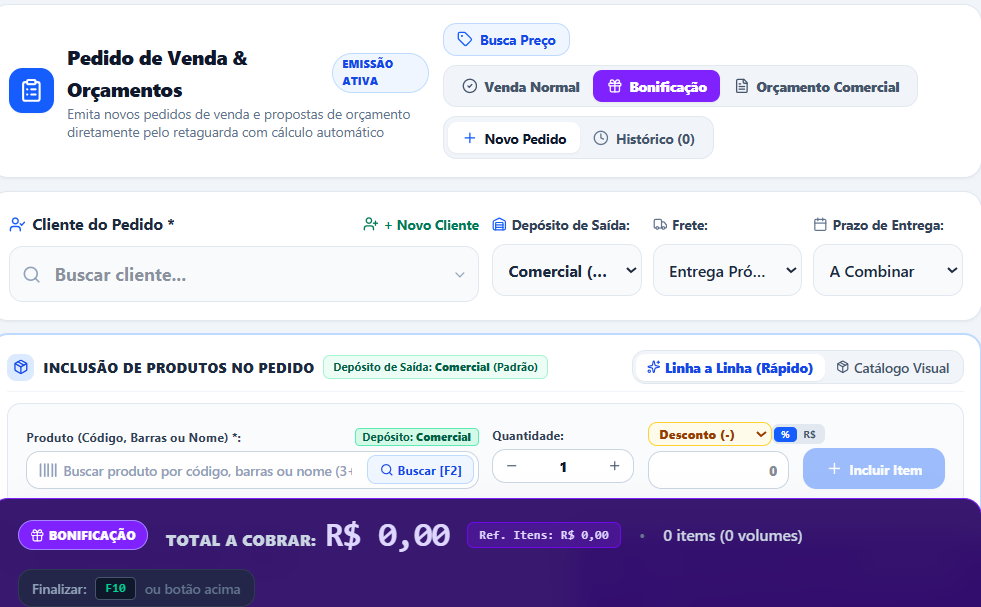 Pedido de Venda &
Orçamentos
EMISSÃO
ATIVA
Emita novos pedidos de venda e propostas de orçamento
diretamente pelo retaguarda com cálculo automático
Busca Preço
Venda Normal
Bonificação
Orçamento Comercial
Novo Pedido
Histórico (0)
Cliente do Pedido *
+ Novo Cliente
Depósito de Saída:
Frete:
Prazo de Entrega:
Buscar cliente...
Comercial (...
Entrega Pró...
A Combinar
INCLUSÃO DE PRODUTOS NO PEDIDO
Depósito de Saída: Comercial (Padrão)
Linha a Linha (Rápido)
Catálogo Visual
Produto (Código, Barras ou Nome) *:
Depósito: Comercial
Quantidade:
Desconto (-)
%
R$
Buscar produto por código, barras ou nome (3+
Buscar [F2]
− 1 +
0
+ Incluir Item
BONIFICAÇÃO
TOTAL A COBRAR: R$ 0,00
Ref. Itens: R$ 0,00
• 0 items (0 volumes)
Finalizar: F10 ou botão acima